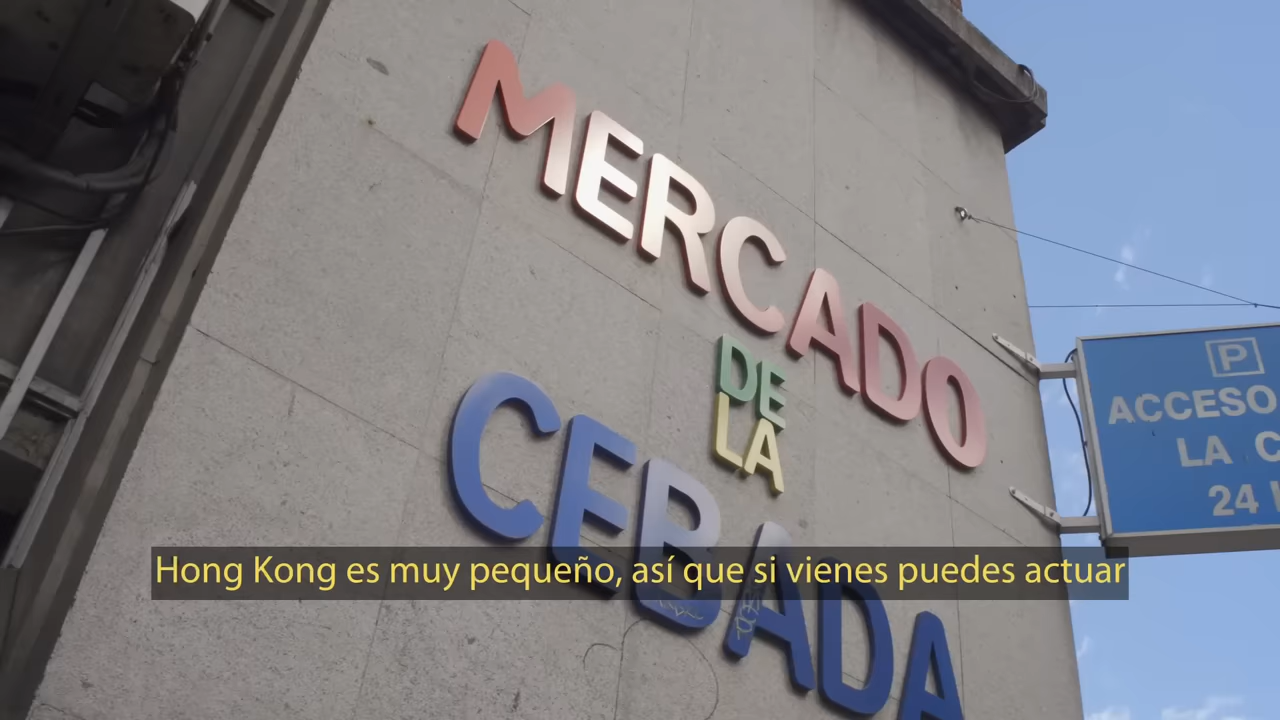 MERCADO
DE
LA
CEBADA
P
ACCESO
LA C
24
Hong Kong es muy pequeño, así que si vienes puedes actuar